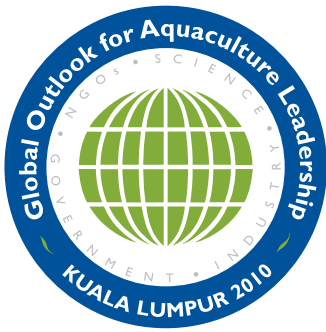 Global Outlook for Aquaculture Leadership
GOVERNMENT • NGOs • SCIENCE • INDUSTRY •
KUALA LUMPUR 2010